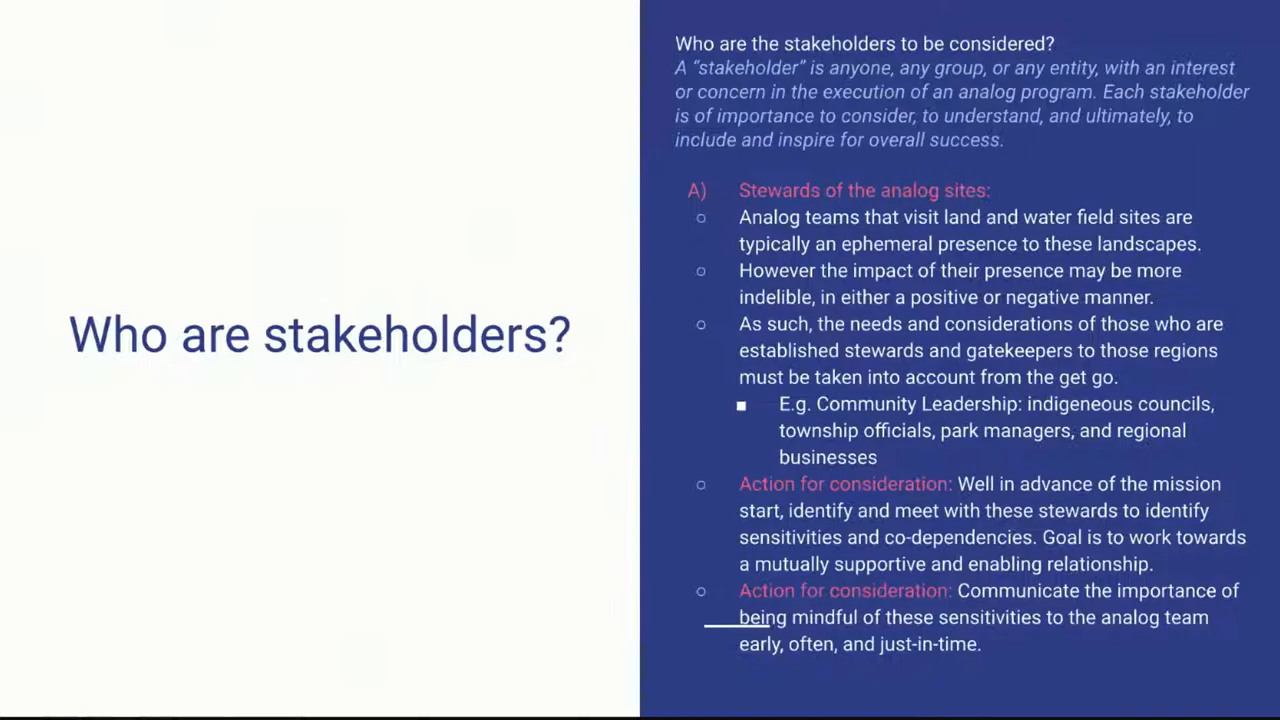 Who are stakeholders?
Who are the stakeholders to be considered?
A “stakeholder” is anyone, any group, or any entity, with an interest
or concern in the execution of an analog program. Each stakeholder
is of importance to consider, to understand, and ultimately, to
include and inspire for overall success.
A) Stewards of the analog sites:
○ Analog teams that visit land and water field sites are
typically an ephemeral presence to these landscapes.
○ However the impact of their presence may be more
indelible, in either a positive or negative manner.
○ As such, the needs and considerations of those who are
established stewards and gatekeepers to those regions
must be taken into account from the get go.
■ E.g. Community Leadership: indigeneous councils,
township officials, park managers, and regional
businesses
○ Action for consideration: Well in advance of the mission
start, identify and meet with these stewards to identify
sensitivities and co-dependencies. Goal is to work towards
a mutually supportive and enabling relationship.
○ Action for consideration: Communicate the importance of
being mindful of these sensitivities to the analog team
early, often, and just-in-time.